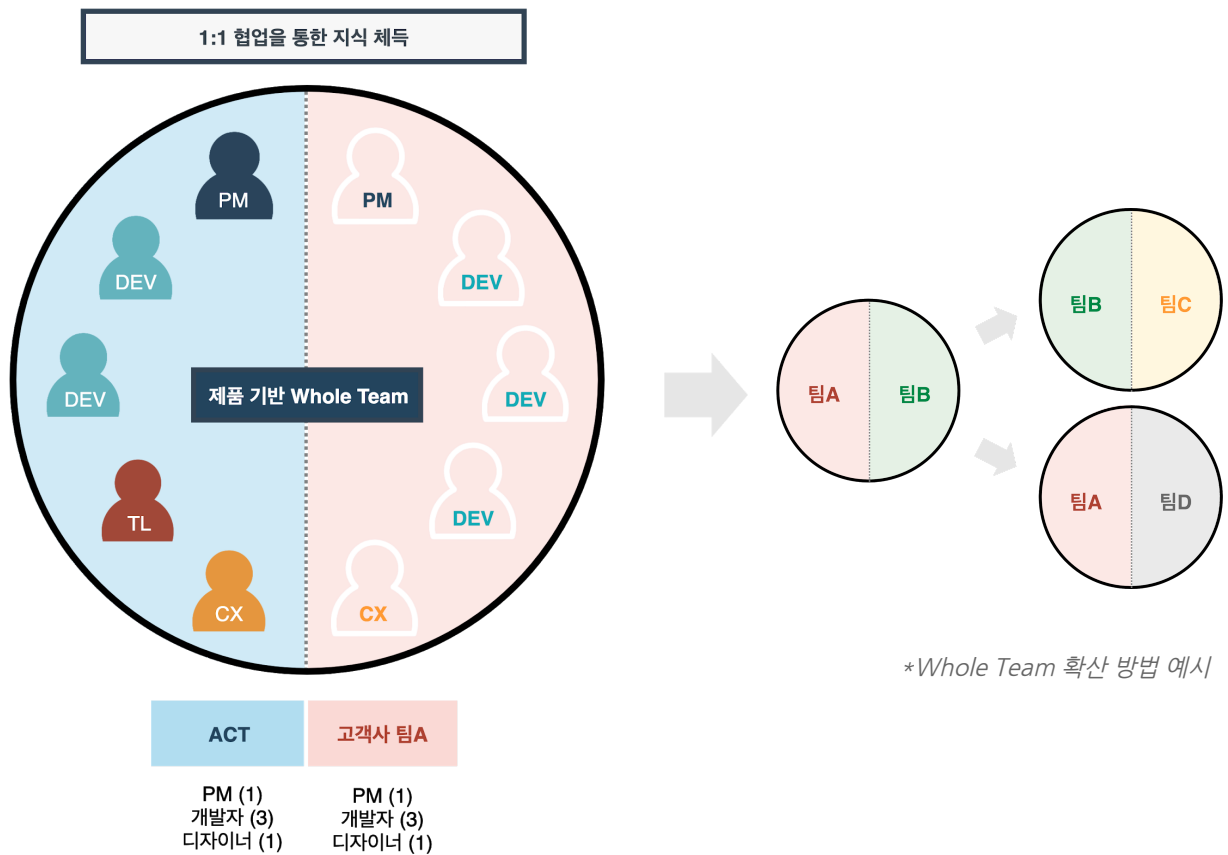 1:1 협업을 통한 지식 체득
PM
PM
DEV
DEV
DEV
DEV
제품 기반 Whole Team
TL
DEV
CX
CX
ACT
고객사 팀A
PM (1)
개발자 (3)
디자이너 (1)
PM (1)
개발자 (3)
디자이너 (1)
팀A
팀B
팀B
팀C
팀A
팀D
*Whole Team 확산 방법 예시